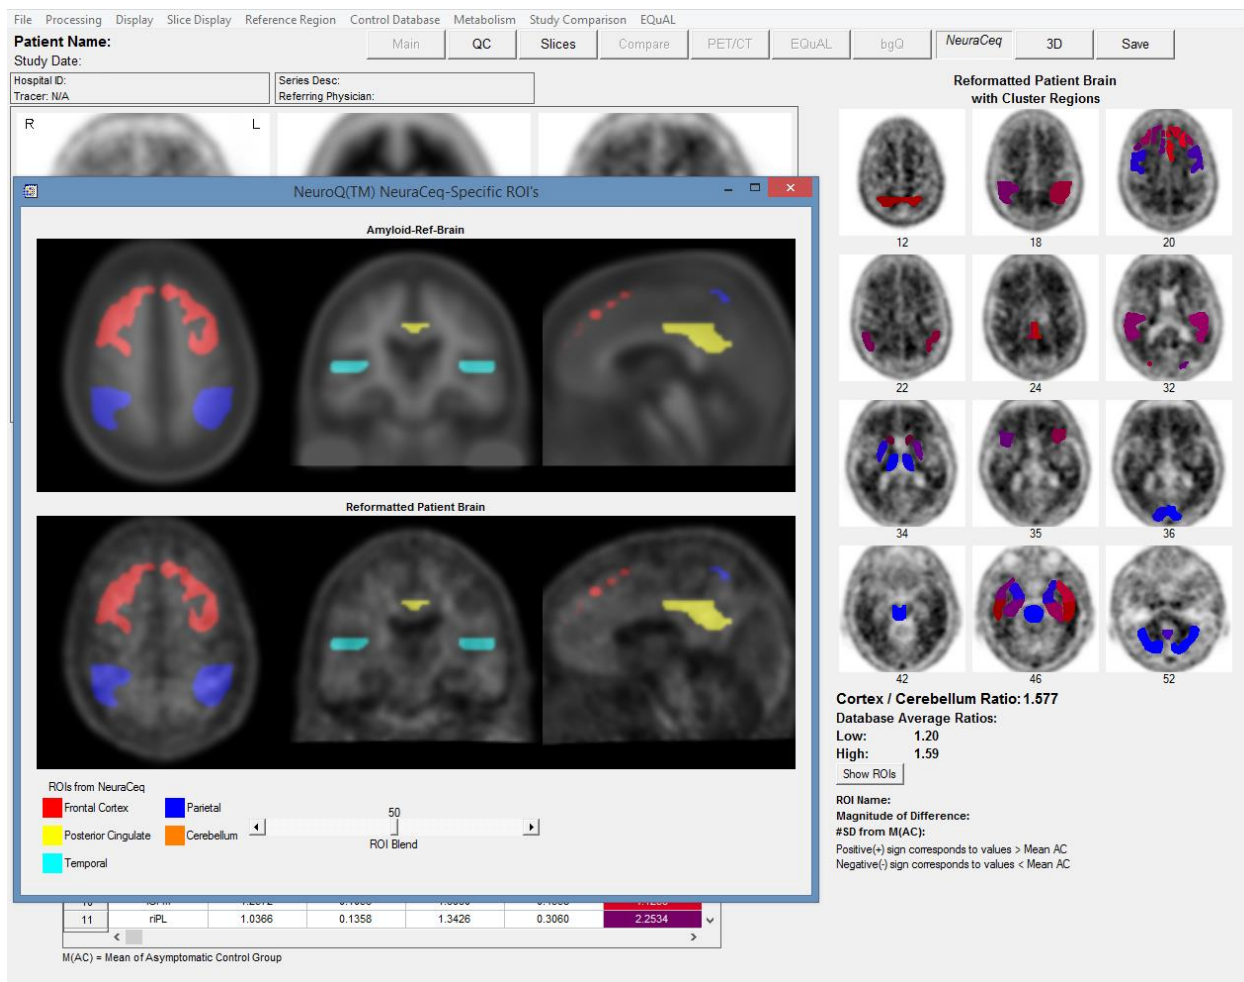 File Processing Display Slice Display Reference Region Control Database Metabolism Study Comparison EQuAL
Patient Name:
Main QC Slices Compare PET/CT EQuAL bgQ NeuraCeq 3D Save
Study Date:
Hospital ID:
Tracer: N/A
Series Desc:
Referring Physician:
R L
Reformatted Patient Brain
with Cluster Regions
NeuroQ(TM) NeuraCeq-Specific ROI's
Amyloid-Ref-Brain
Reformatted Patient Brain
ROIs from NeuraCeq
Frontal Cortex Parietal
Posterior Cingulate Cerebellum
Temporal
50
ROI Blend
12 18 20
22 24 32
34 35 36
42 46 52
Cortex / Cerebellum Ratio: 1.577
Database Average Ratios:
Low: 1.20
High: 1.59
Show ROIs
ROI Name:
Magnitude of Difference:
#SD from M(AC):
Positive(+) sign corresponds to values > Mean AC
Negative(-) sign corresponds to values < Mean AC
11 riPL 1.0366 0.1358 1.3426 0.3060 2.2534
M(AC) = Mean of Asymptomatic Control Group